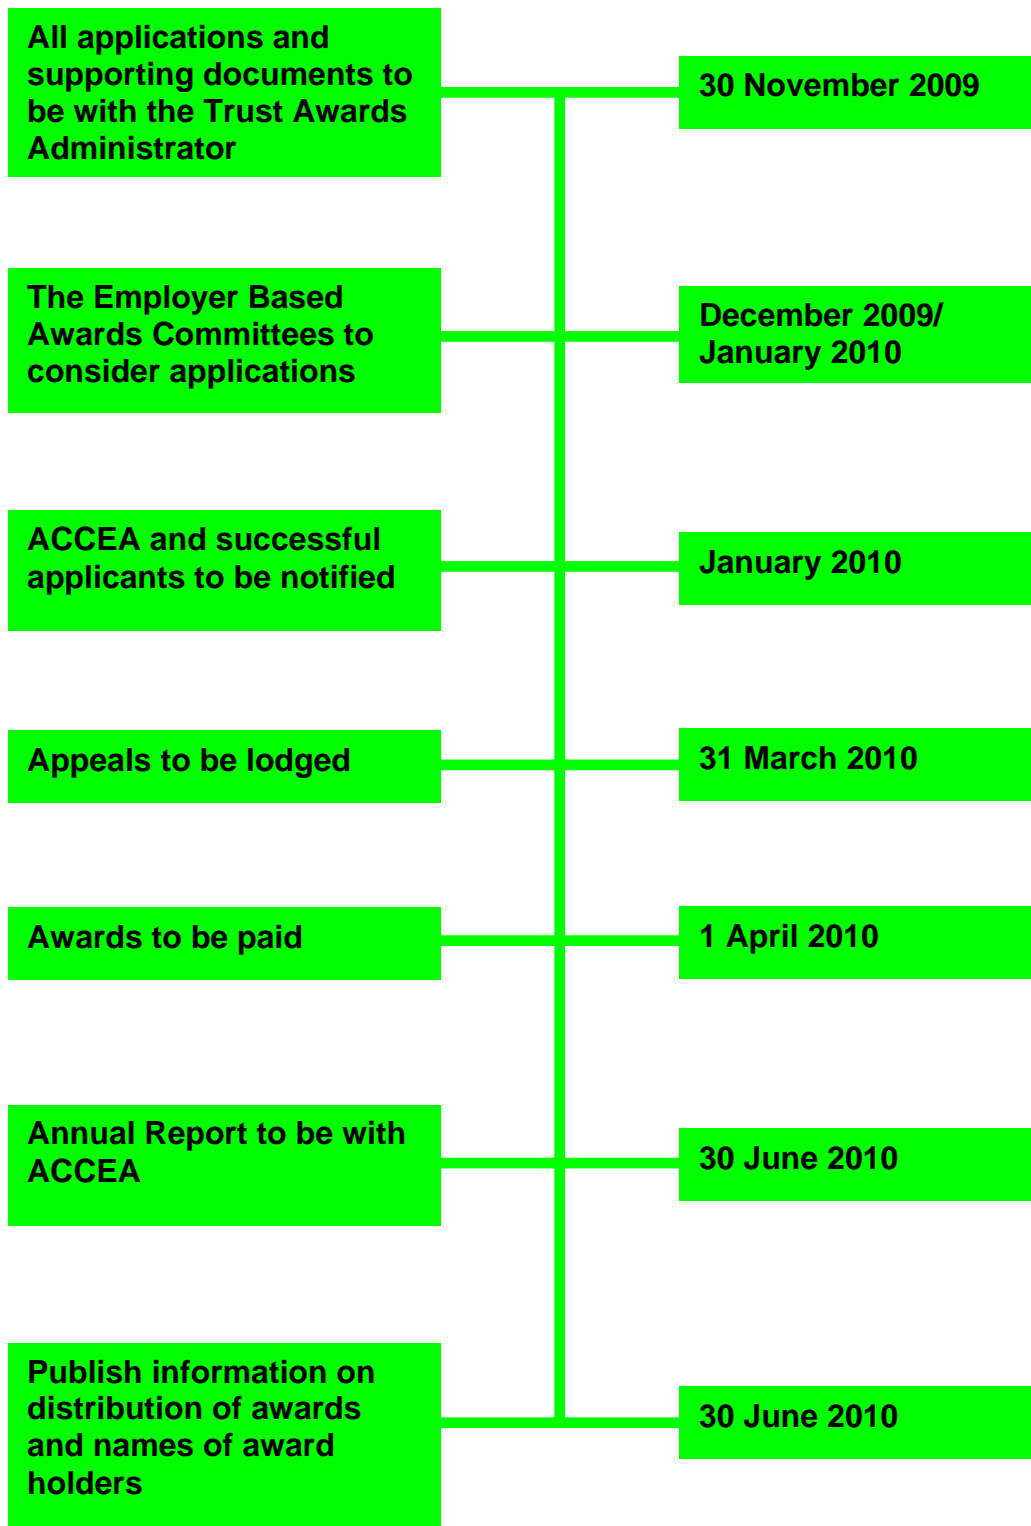 All applications and
supporting documents to
be with the Trust Awards
Administrator
30 November 2009
The Employer Based
Awards Committees to
consider applications
December 2009/
January 2010
ACCEA and successful
applicants to be notified
January 2010
Appeals to be lodged
31 March 2010
Awards to be paid
1 April 2010
Annual Report to be with
ACCEA
30 June 2010
Publish information on
distribution of awards
and names of award
holders
30 June 2010